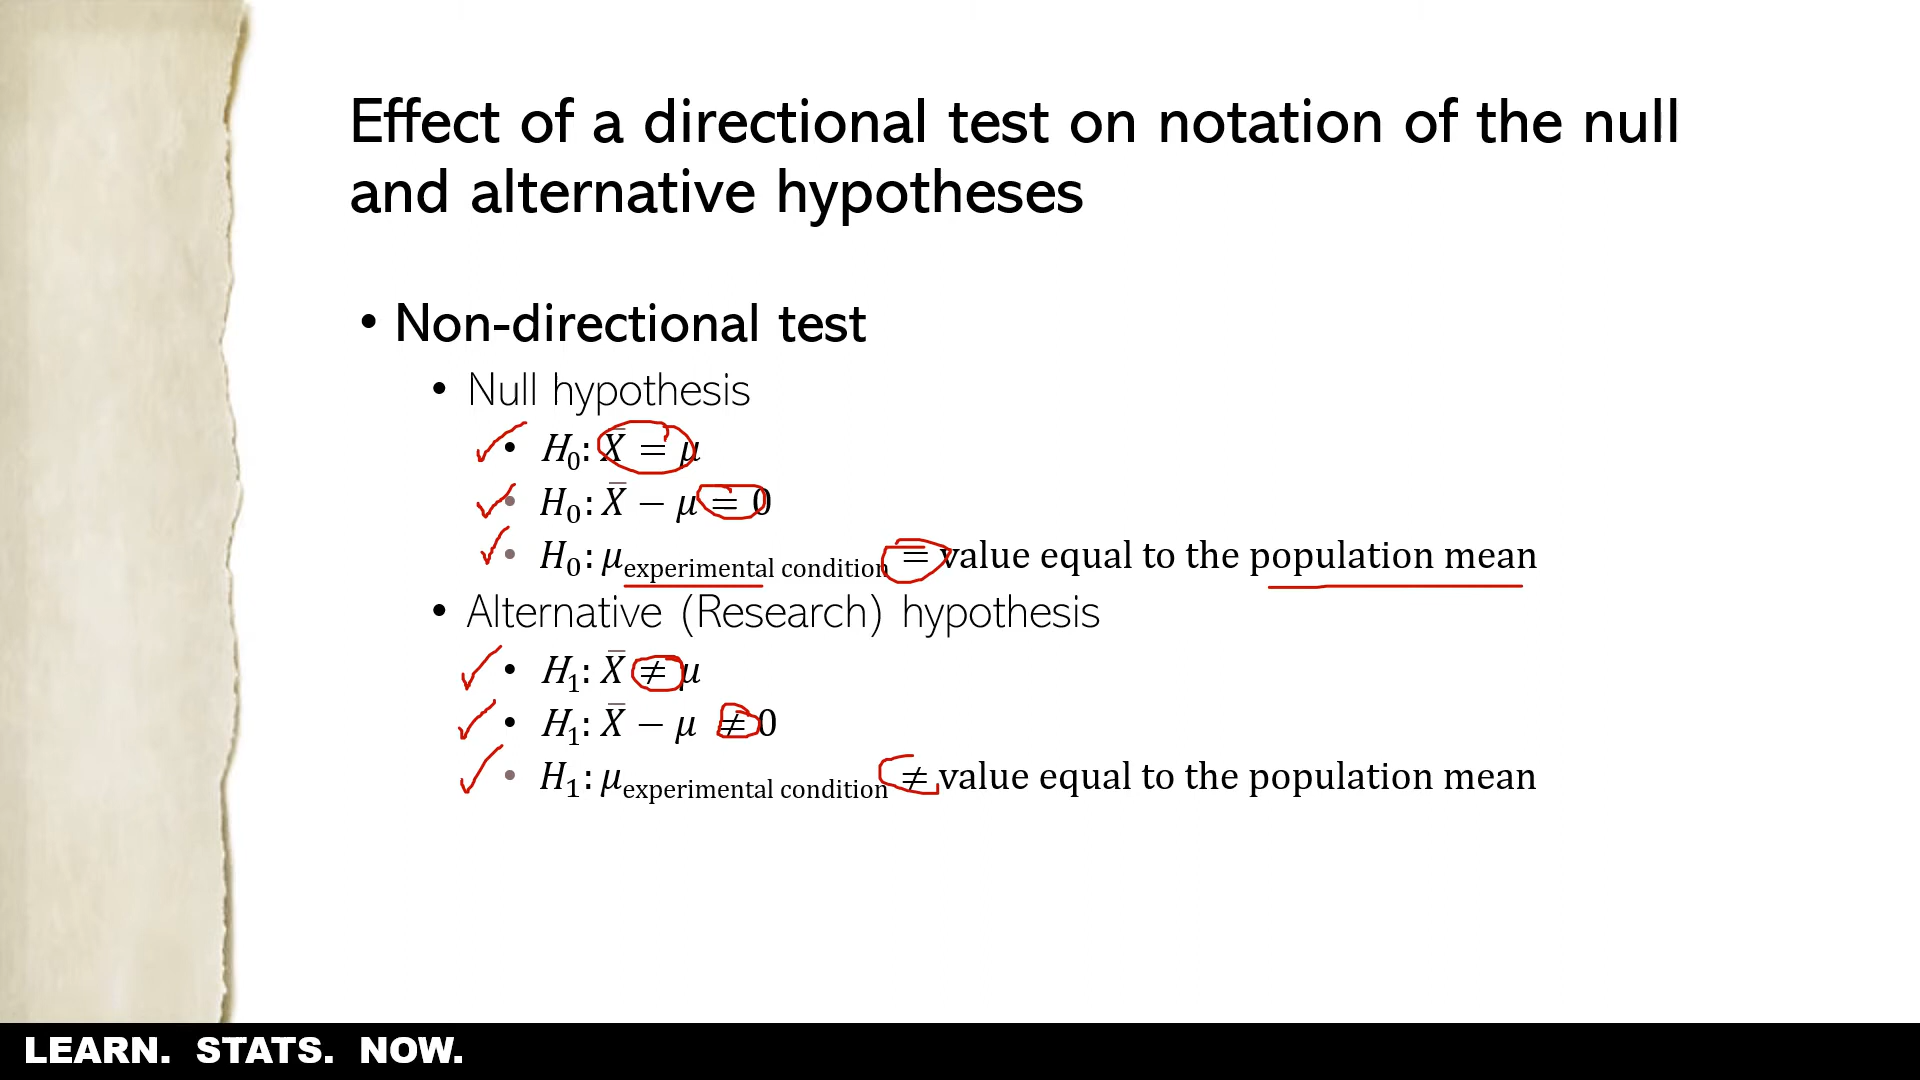 Effect of a directional test on notation of the null
and alternative hypotheses
• Non-directional test
• Null hypothesis
• H₀: X̄ = μ
• H₀: X̄ − μ = 0
• H₀: μ_experimental condition = value equal to the population mean
• Alternative (Research) hypothesis
• H₁: X̄ ≠ μ
• H₁: X̄ − μ ≠ 0
• H₁: μ_experimental condition ≠ value equal to the population mean
LEARN. STATS. NOW.